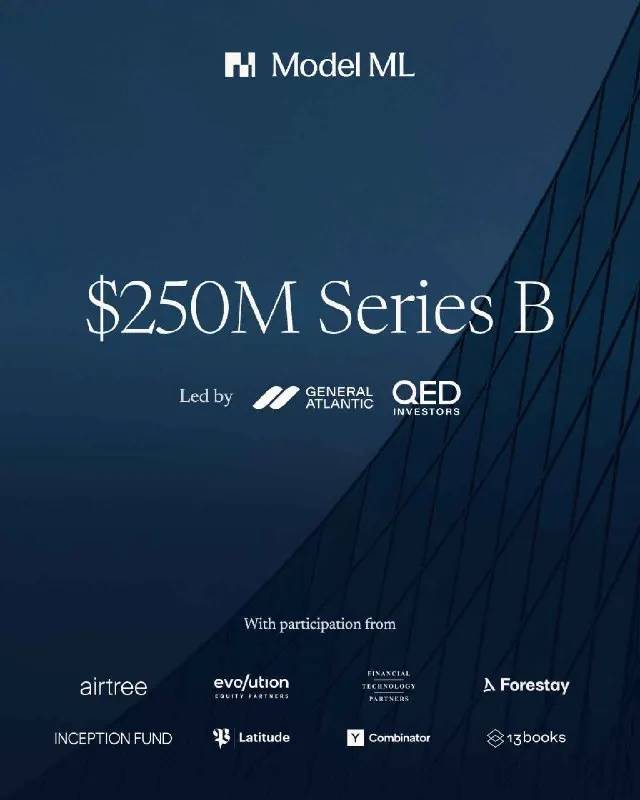 Model ML
$250M Series B
Led by
GENERAL
ATLANTIC
QED
INVESTORS
With participation from
airtree
evolution
EQUITY PARTNERS
FINANCIAL
TECHNOLOGY
PARTNERS
Forestay
INCEPTION FUND
Latitude
Y Combinator
13books